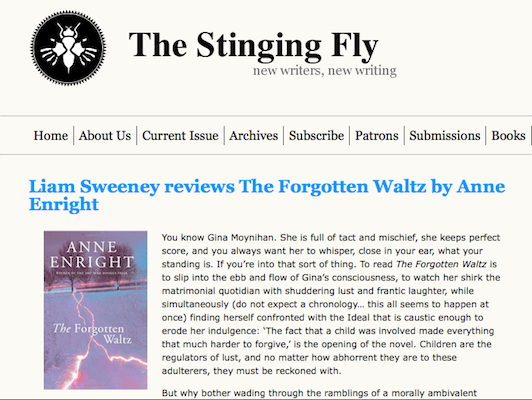 The Stinging Fly
new writers, new writing
Home About Us Current Issue Archives Subscribe Patrons Submissions Books
Liam Sweeney reviews The Forgotten Waltz by Anne
Enright
ANNE
ENRIGHT
WINNER OF THE MAN BOOKER PRIZE
The Forgotten
Waltz
You know Gina Moynihan. She is full of tact and mischief, she keeps perfect
score, and you always want her to whisper, close in your ear, what your
standing is. If you’re into that sort of thing. To read The Forgotten Waltz is
to slip into the ebb and flow of Gina’s consciousness, to watch her shirk the
matrimonial quotidian with shuddering lust and frantic laughter, while
simultaneously (do not expect a chronology… this all seems to happen at
once) finding herself confronted with the Ideal that is caustic enough to
erode her indulgence: ‘The fact that a child was involved made everything
that much harder to forgive,’ is the opening of the novel. Children are the
regulators of lust, and no matter how abhorrent they are to these
adulterers, they must be reckoned with.
But why bother wading through the ramblings of a morally ambivalent